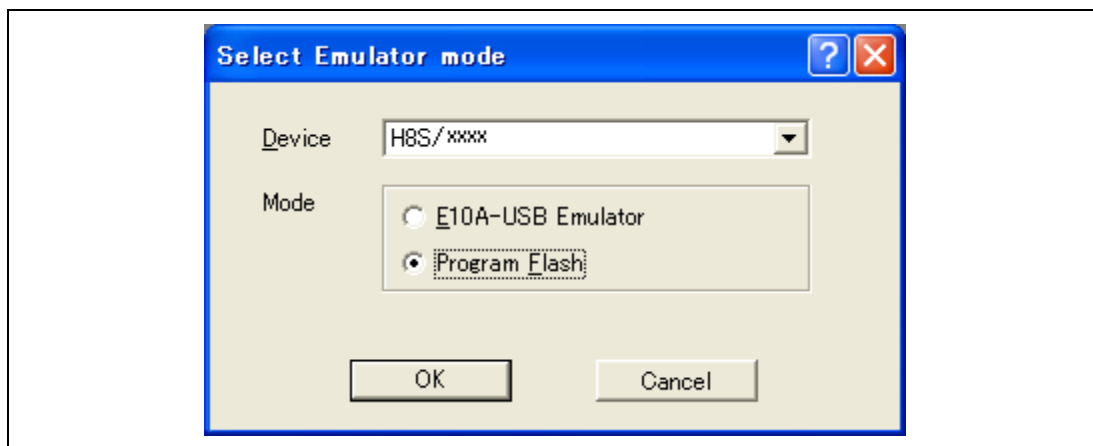 Select Emulator mode
Device H8S/xxxx
Mode
E10A-USB Emulator
Program Flash
OK Cancel